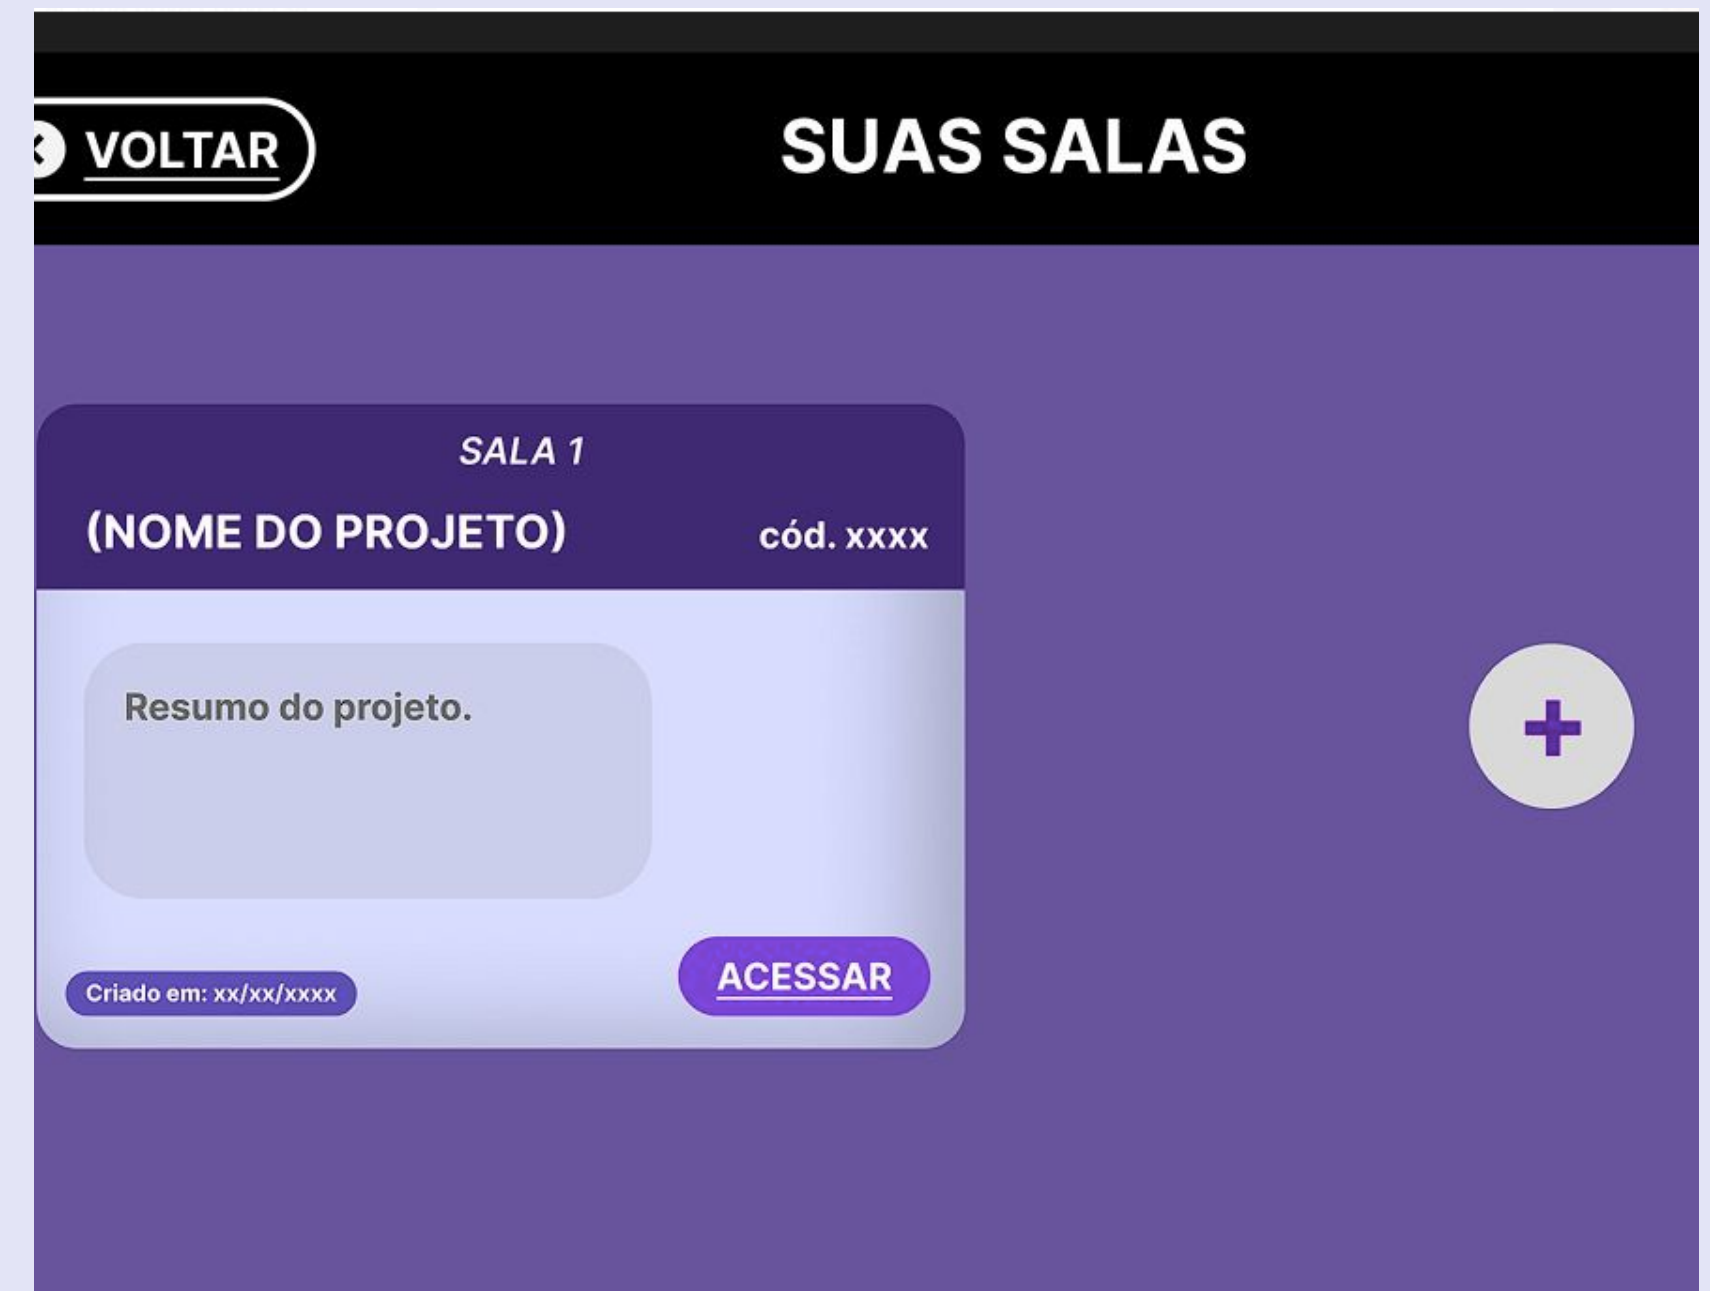 VOLTAR
SUAS SALAS
SALA 1
(NOME DO PROJETO)
cód. xxxx
Resumo do projeto.
Criado em: xx/xx/xxxx
ACESSAR
+